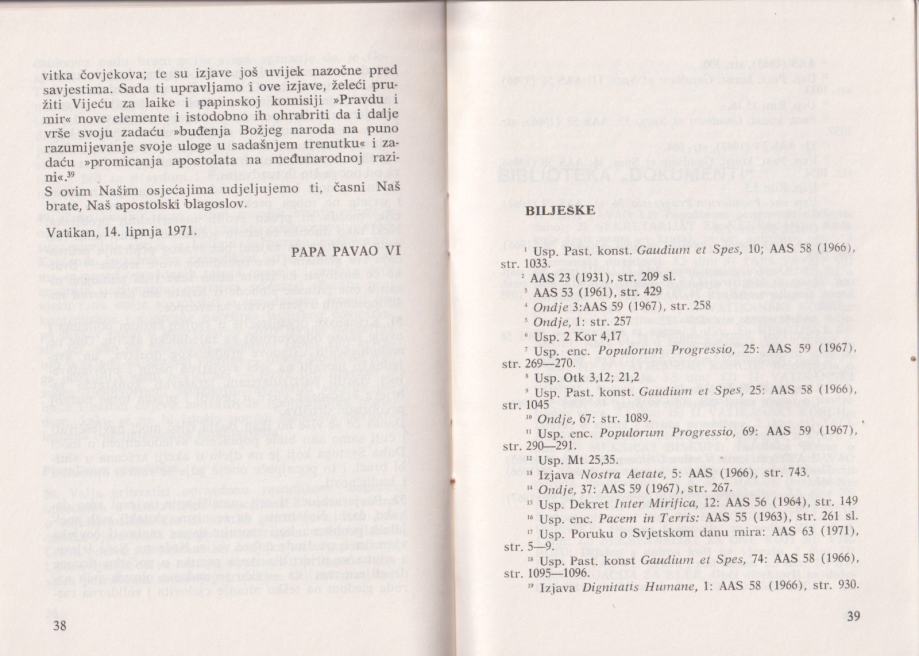 vitka čovjekova; te su izjave još uvijek nazočne pred
savjestima. Sada ti upravljamo i ove izjave, želeći pru-
žiti Vijeću za laike i papinskoj komisiji »Pravdu i
mir« nove elemente i istodobno ih ohrabriti da i dalje
vrše svoju zadaću »buđenja Božjeg naroda na puno
razumijevanje svoje uloge u sadašnjem trenutku« i za-
daću »promicanja apostolata na međunarodnoj razi-
ni«.³⁹
S ovim Našim osjećajima udjeljujemo ti, časni Naš
brate, Naš apostolski blagoslov.
Vatikan, 14. lipnja 1971.
PAPA PAVAO VI
38
BILJESKE
¹ Usp. Past. konst. Gaudium et Spes, 10; AAS 58 (1966),
str. 1033.
² AAS 23 (1931), str. 209 sl.
³ AAS 53 (1961), str. 429
⁴ Ondje 3:AAS 59 (1967), str. 258
⁵ Ondje, 1: str. 257
⁶ Usp. 2 Kor 4,17
⁷ Usp. enc. Populorum Progressio, 25: AAS 59 (1967),
str. 269—270.
⁸ Usp. Otk 3,12; 21,2
⁹ Usp. Past. konst. Gaudium et Spes, 25: AAS 58 (1966),
str. 1045
¹⁰ Ondje, 67: str. 1089.
¹¹ Usp. enc. Populorum Progressio, 69: AAS 59 (1967),
str. 290—291.
¹² Usp. Mt 25,35.
¹³ Izjava Nostra Aetate, 5: AAS (1966), str. 743.
¹⁴ Ondje, 37: AAS 59 (1967), str. 267.
¹⁵ Usp. Dekret Inter Mirifica, 12: AAS 56 (1964), str. 149
¹⁶ Usp. enc. Pacem in Terris: AAS 55 (1963), str. 261 sl.
¹⁷ Usp. Poruku o Svjetskom danu mira: AAS 63 (1971),
str. 5—9.
¹⁸ Usp. Past. konst Gaudium et Spes, 74: AAS 58 (1966),
str. 1095—1096.
¹⁹ Izjava Dignitatis Humane, 1: AAS 58 (1966), str. 930.
39